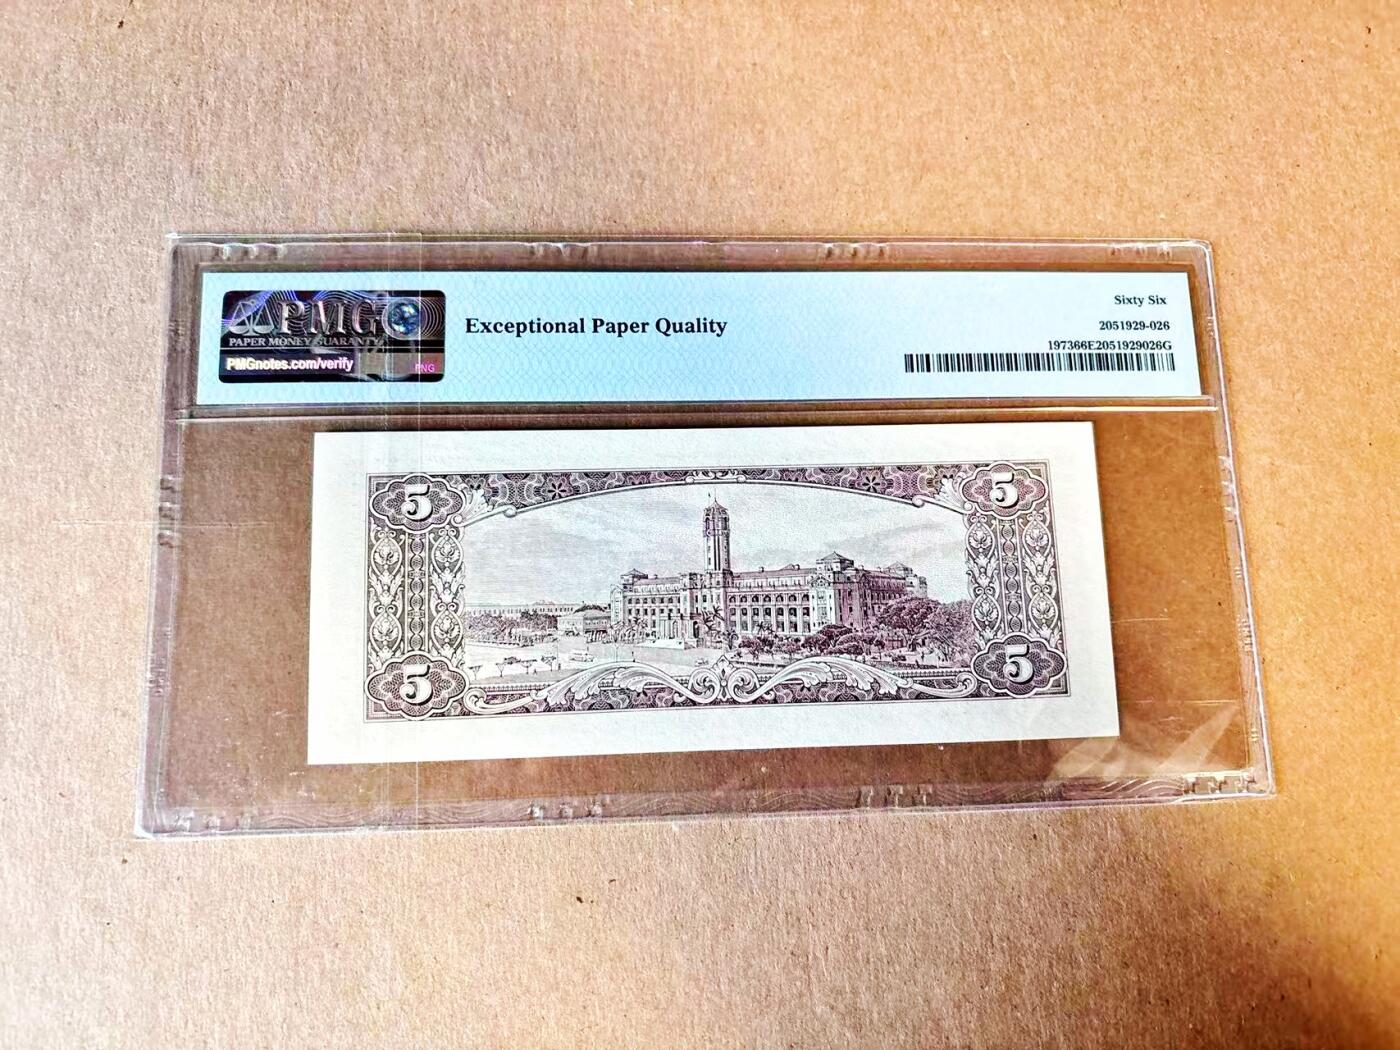 PMG
PAPER MONEY GUARANTY
PMGnotes.com/verify
PNG
Exceptional Paper Quality
Sixty Six
2051929-026
197366E2051929026G
5
5
5
5